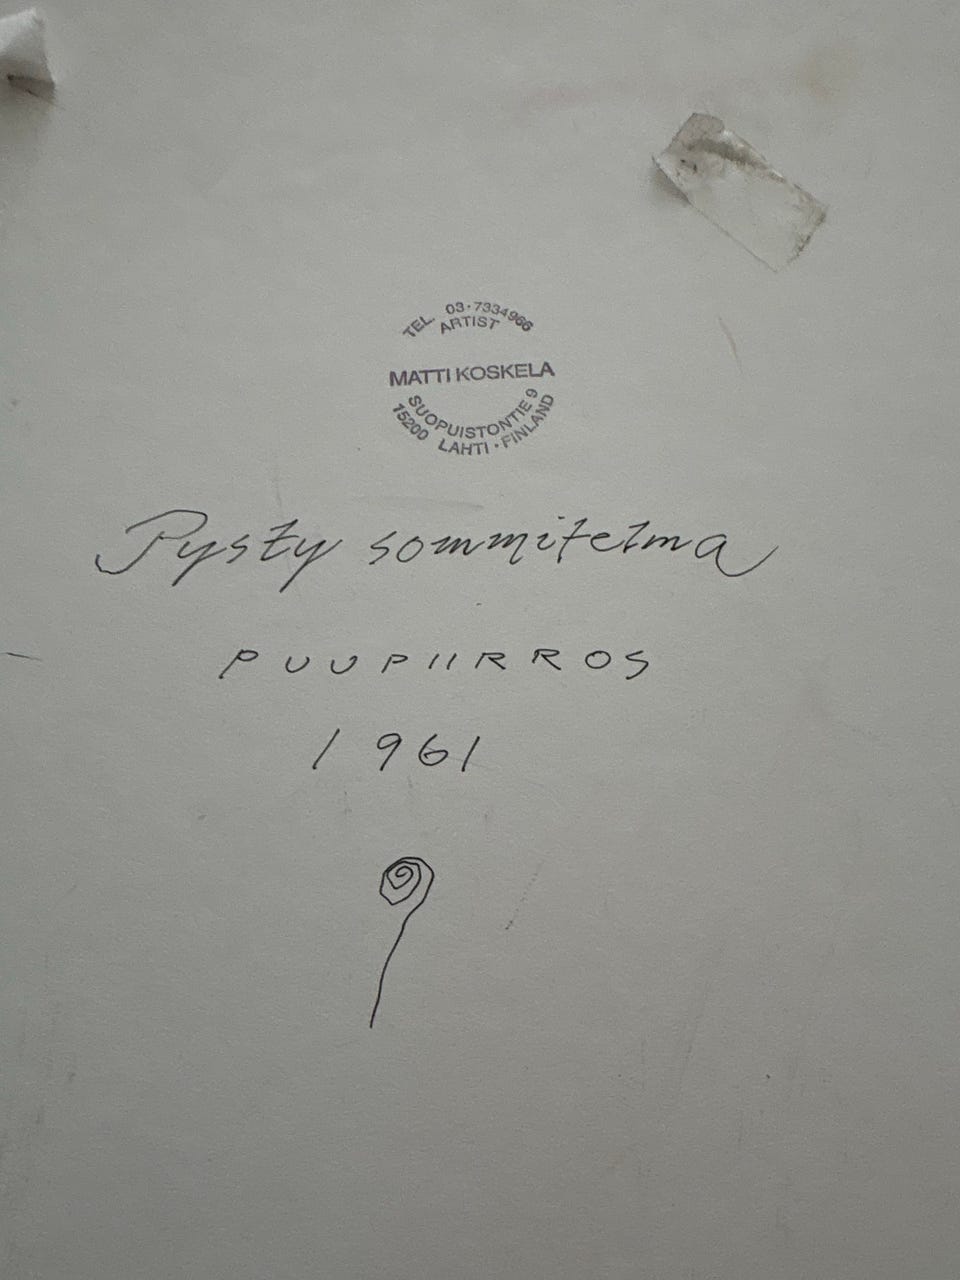 TEL. 03·7334966
ARTIST
MATTI KOSKELA
SUOPUISTONTIE 9
15200 LAHTI·FINLAND
Pysty sommitelma
PUUPIIRROS
1961